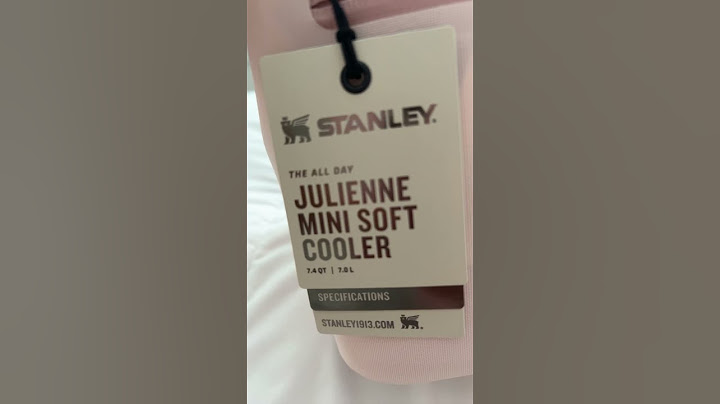 STANLEY.
THE ALL DAY
JULIENNE
MINI SOFT
COOLER
7.4 QT | 7.0 L
SPECIFICATIONS
STANLEY1913.COM